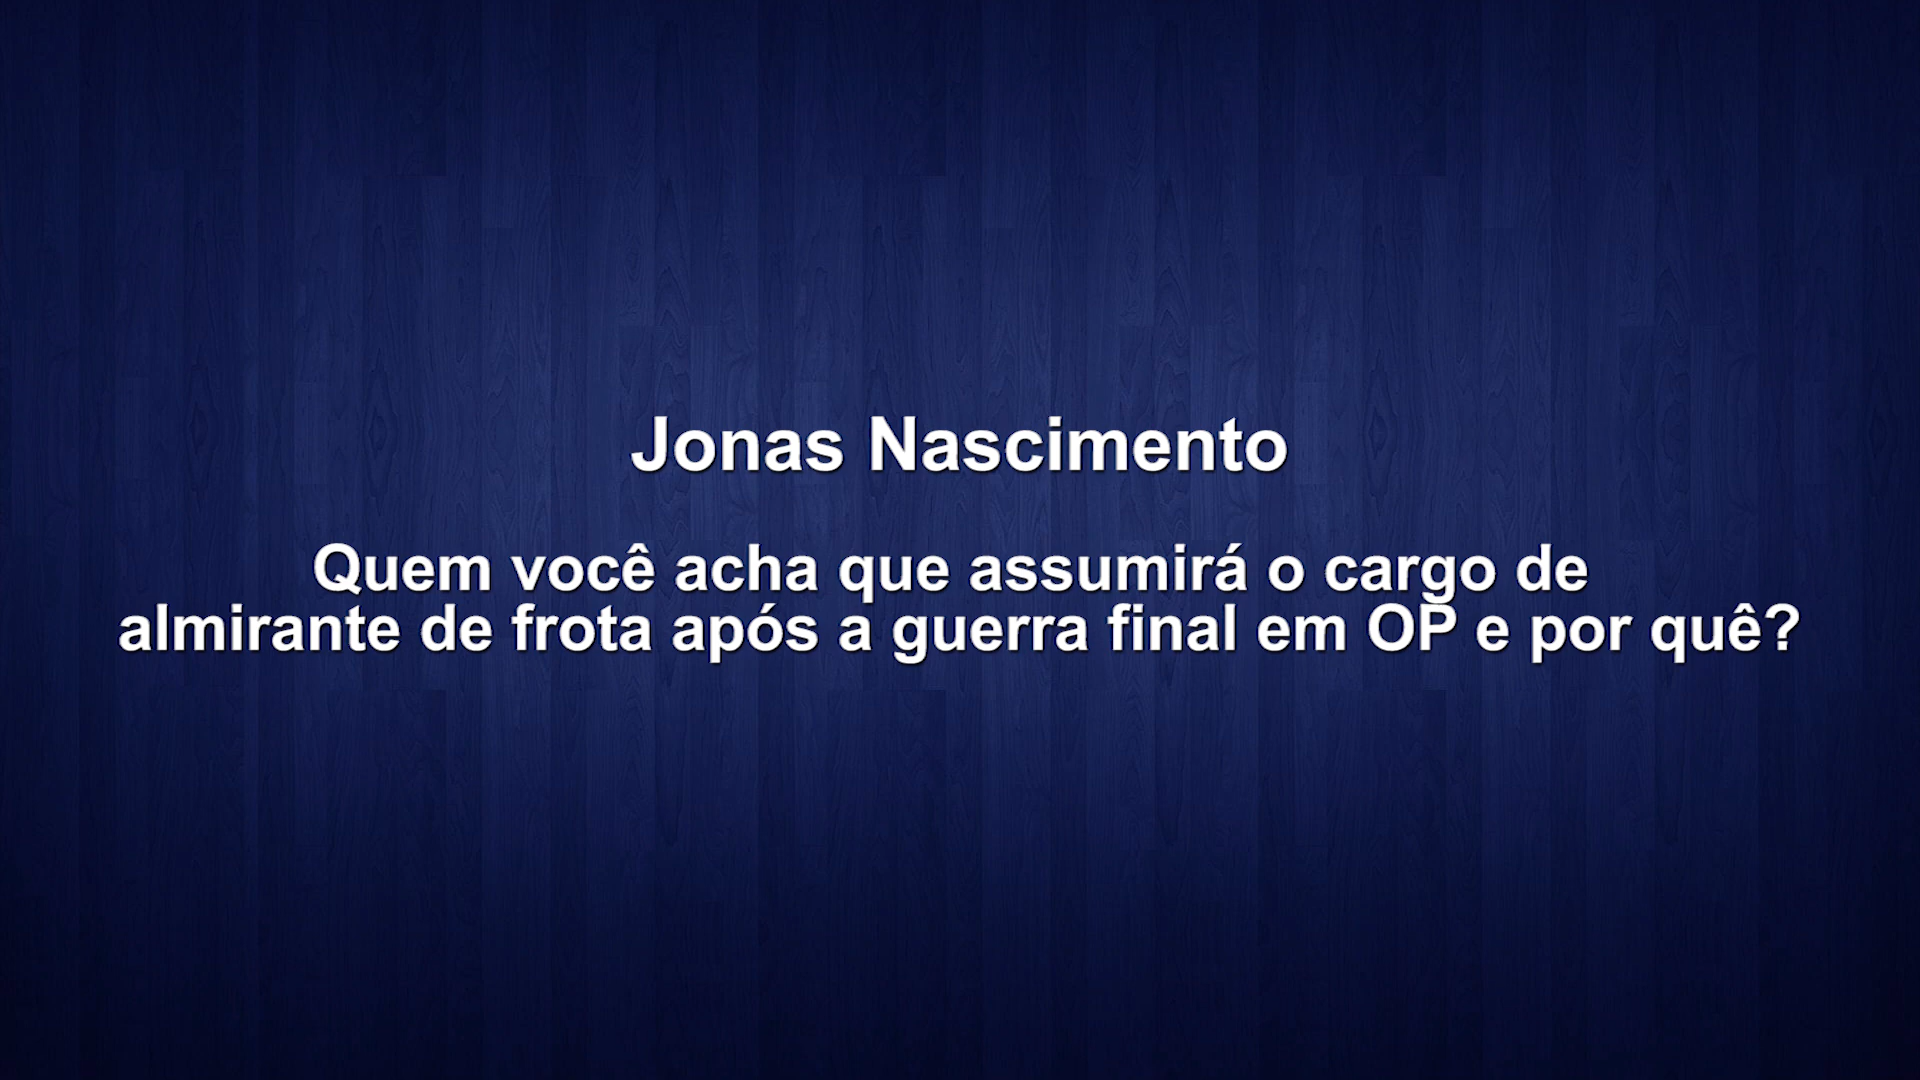 Jonas Nascimento
Quem você acha que assumirá o cargo de
almirante de frota após a guerra final em OP e por quê?